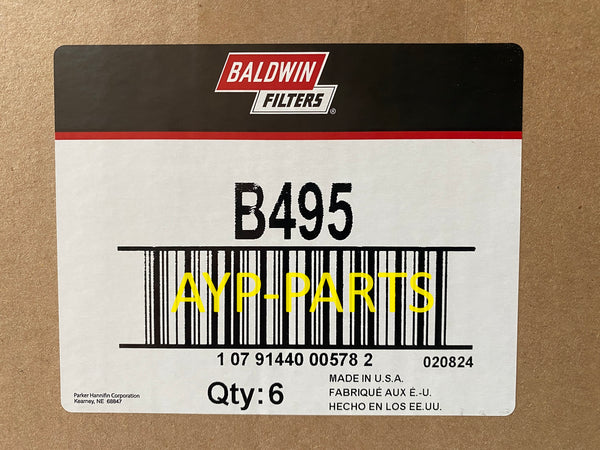 BALDWIN
FILTERS®
B495
AYP-PARTS
1 07 91440 00578 2
020824
Parker Hannifin Corporation
Kearney, NE 68847
Qty: 6
MADE IN U.S.A.
FABRIQUÉ AUX É.-U.
HECHO EN LOS EE.UU.